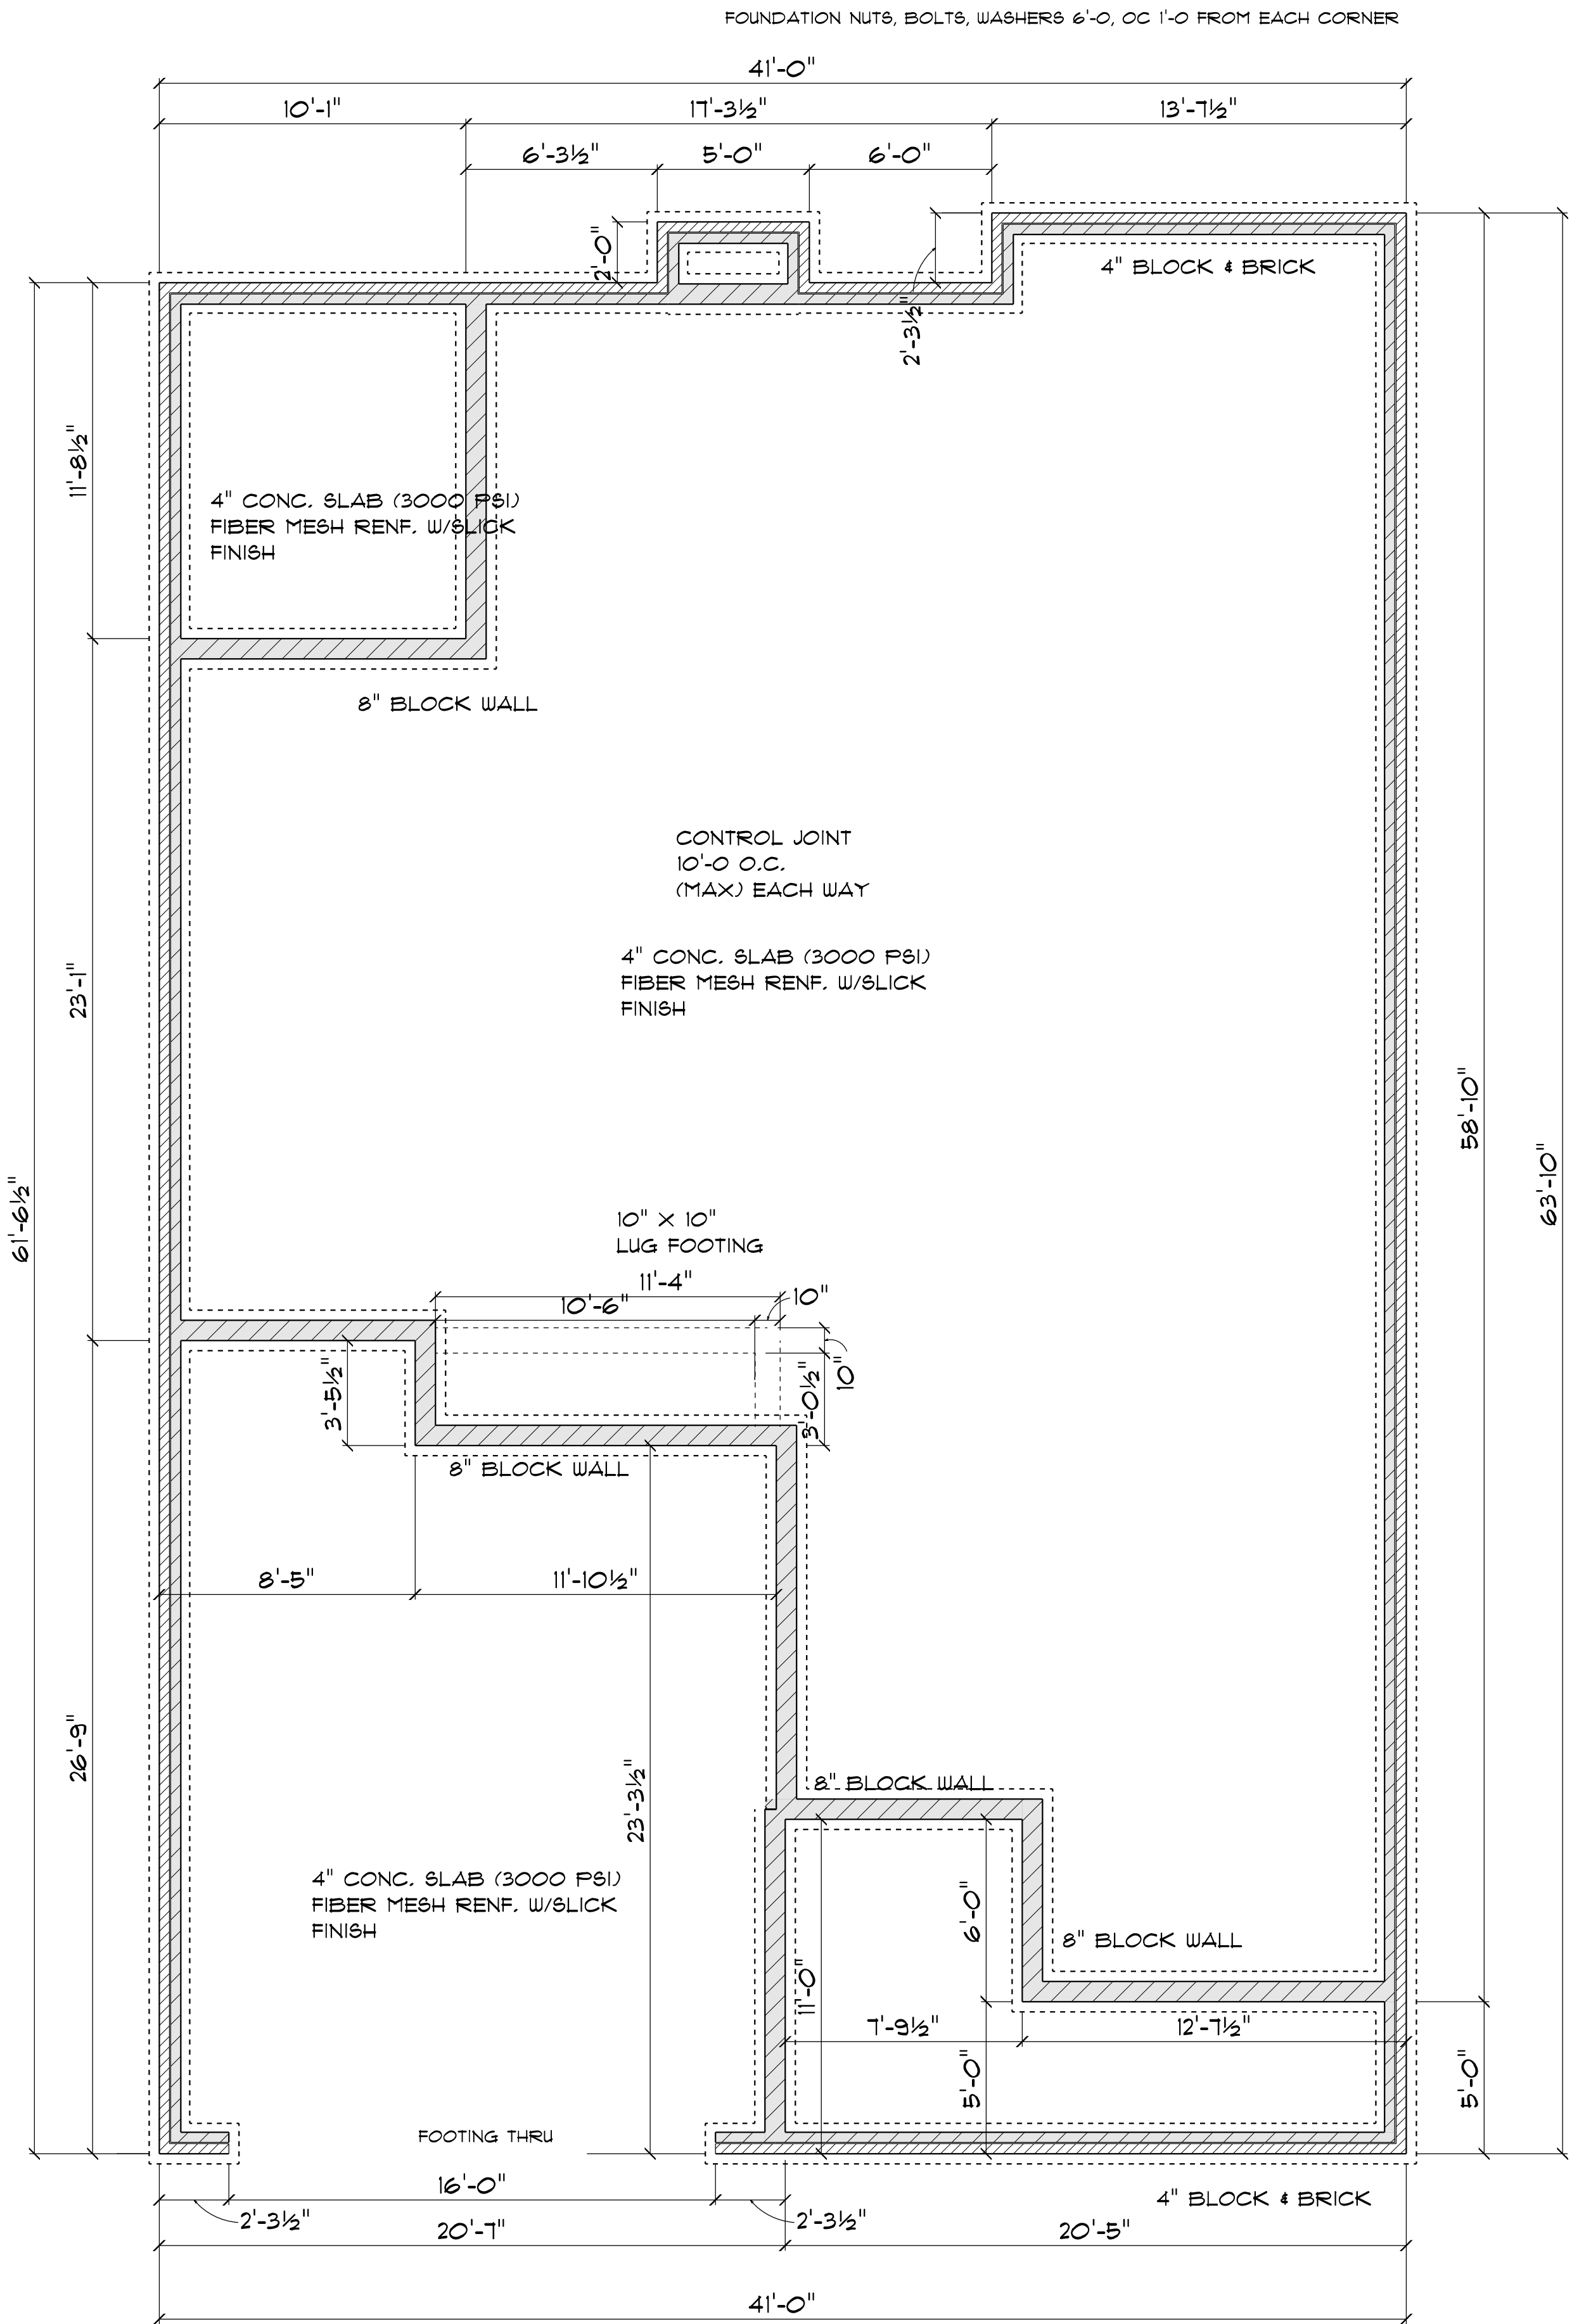 FOUNDATION NUTS, BOLTS, WASHERS 6'-0, OC 1'-0 FROM EACH CORNER
41'-0"
10'-1"
17'-3½"
13'-7½"
6'-3½"
5'-0"
6'-0"
2'-0"
2'-3½"
4" BLOCK & BRICK
11'-8½"
4" CONC. SLAB (3000 PSI)
FIBER MESH RENF. W/SLICK
FINISH
8" BLOCK WALL
CONTROL JOINT
10'-0 O.C.
(MAX) EACH WAY
4" CONC. SLAB (3000 PSI)
FIBER MESH RENF. W/SLICK
FINISH
23'-1"
58'-10"
63'-10"
61'-6½"
10" X 10"
LUG FOOTING
11'-4"
10'-6"
10"
10"
3'-5½"
3'-0½"
8" BLOCK WALL
8'-5"
11'-10½"
26'-9"
23'-3½"
8" BLOCK WALL
4" CONC. SLAB (3000 PSI)
FIBER MESH RENF. W/SLICK
FINISH
6'-0"
8" BLOCK WALL
11'-0"
7'-9½"
12'-7½"
5'-0"
5'-0"
FOOTING THRU
16'-0"
4" BLOCK & BRICK
2'-3½"
2'-3½"
20'-7"
20'-5"
41'-0"